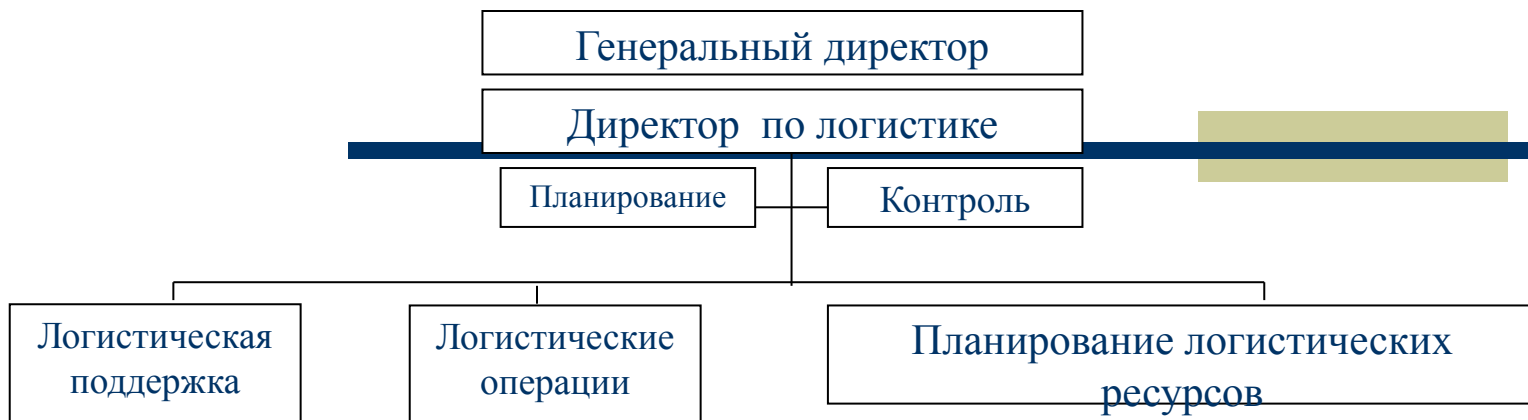 Генеральный директор
Директор по логистике
Планирование
Контроль
Логистическая
поддержка
Логистические
операции
Планирование логистических
ресурсов